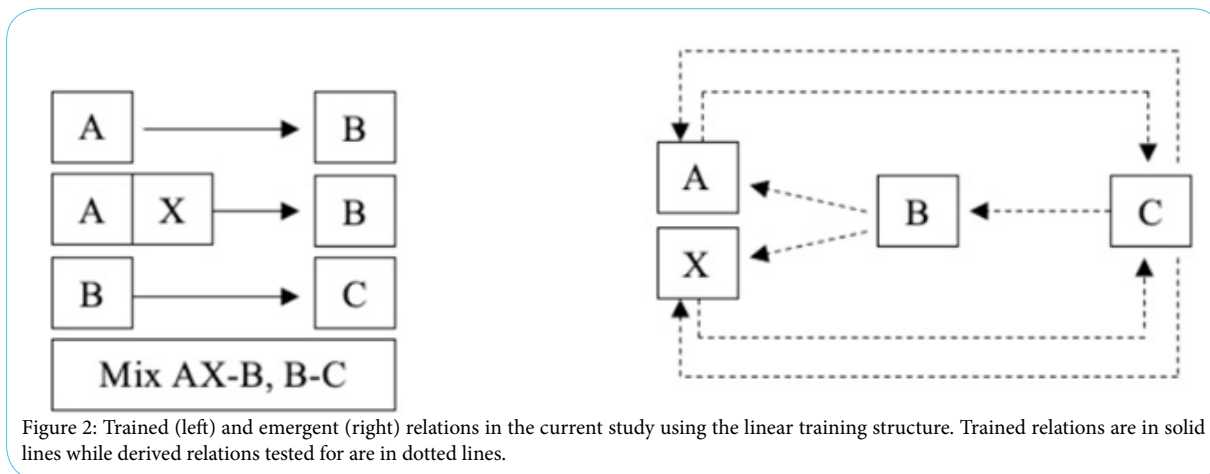 A
B
A X
B
B
C
Mix AX-B, B-C
A
X
B
C
Figure 2: Trained (left) and emergent (right) relations in the current study using the linear training structure. Trained relations are in solid
lines while derived relations tested for are in dotted lines.